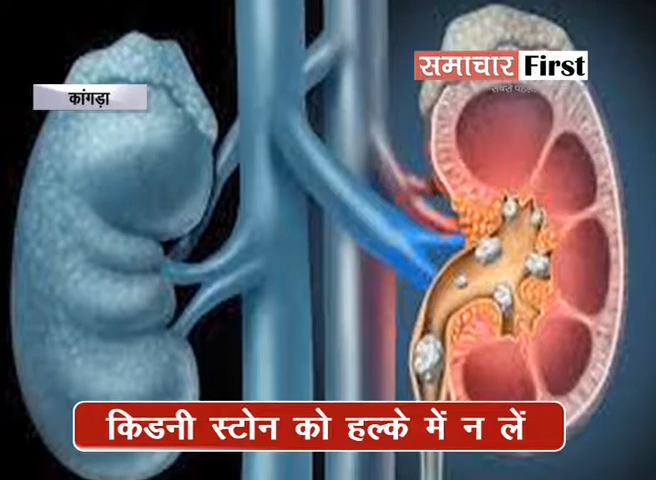 समाचार First
कांगड़ा
किडनी स्टोन को हल्के में न लें